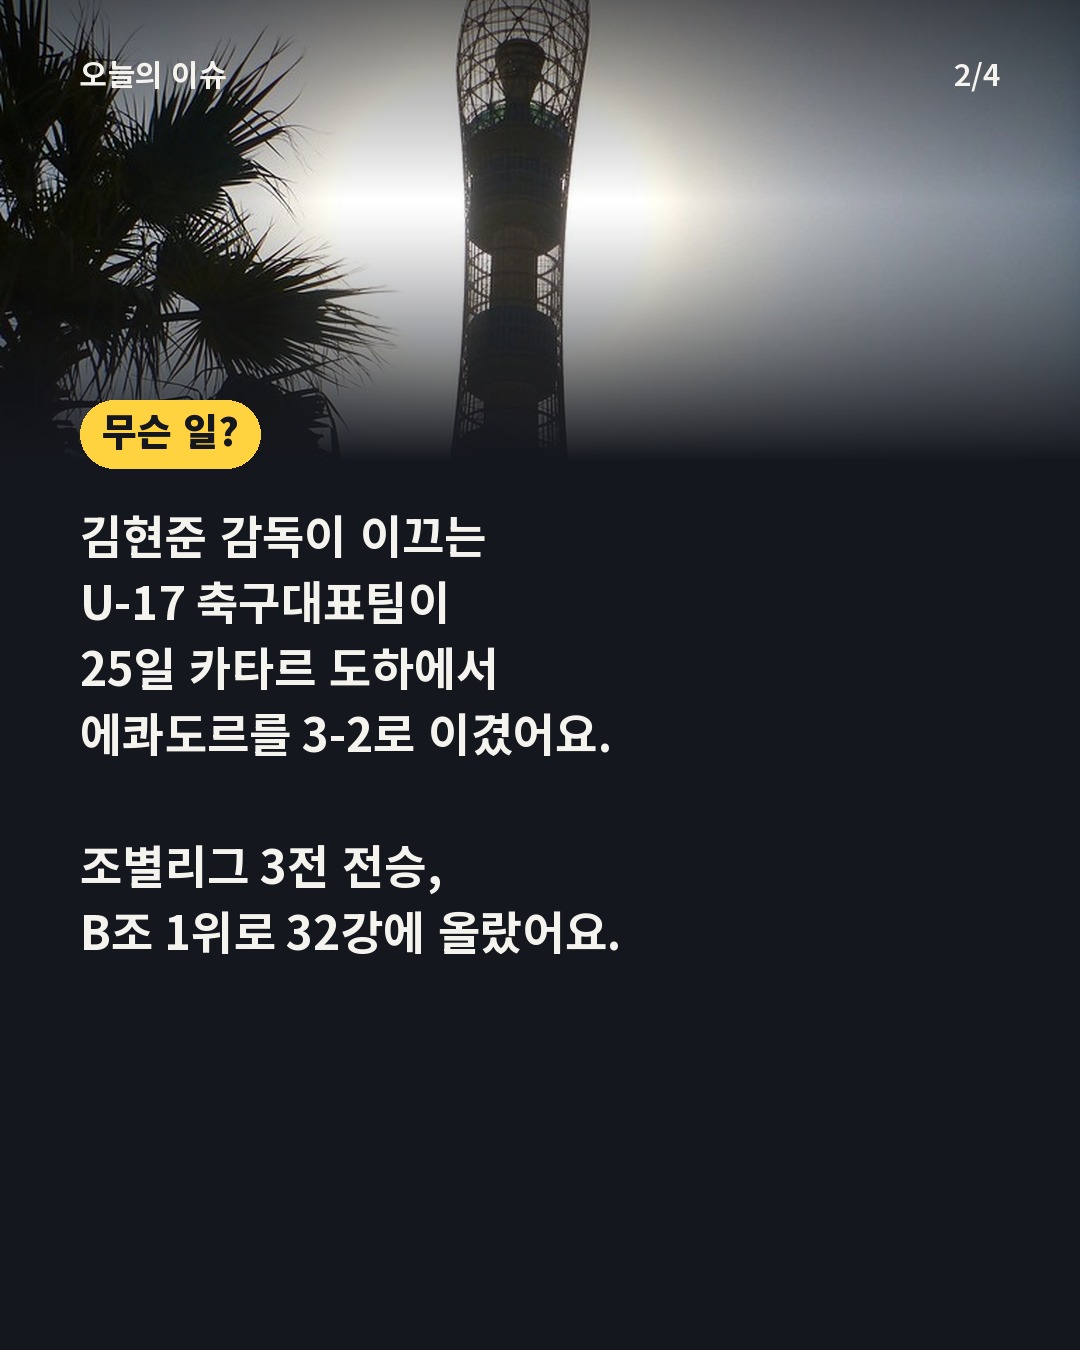 오늘의 이슈
2/4
무슨 일?
김현준 감독이 이끄는
U-17 축구대표팀이
25일 카타르 도하에서
에콰도르를 3-2로 이겼어요.
조별리그 3전 전승,
B조 1위로 32강에 올랐어요.